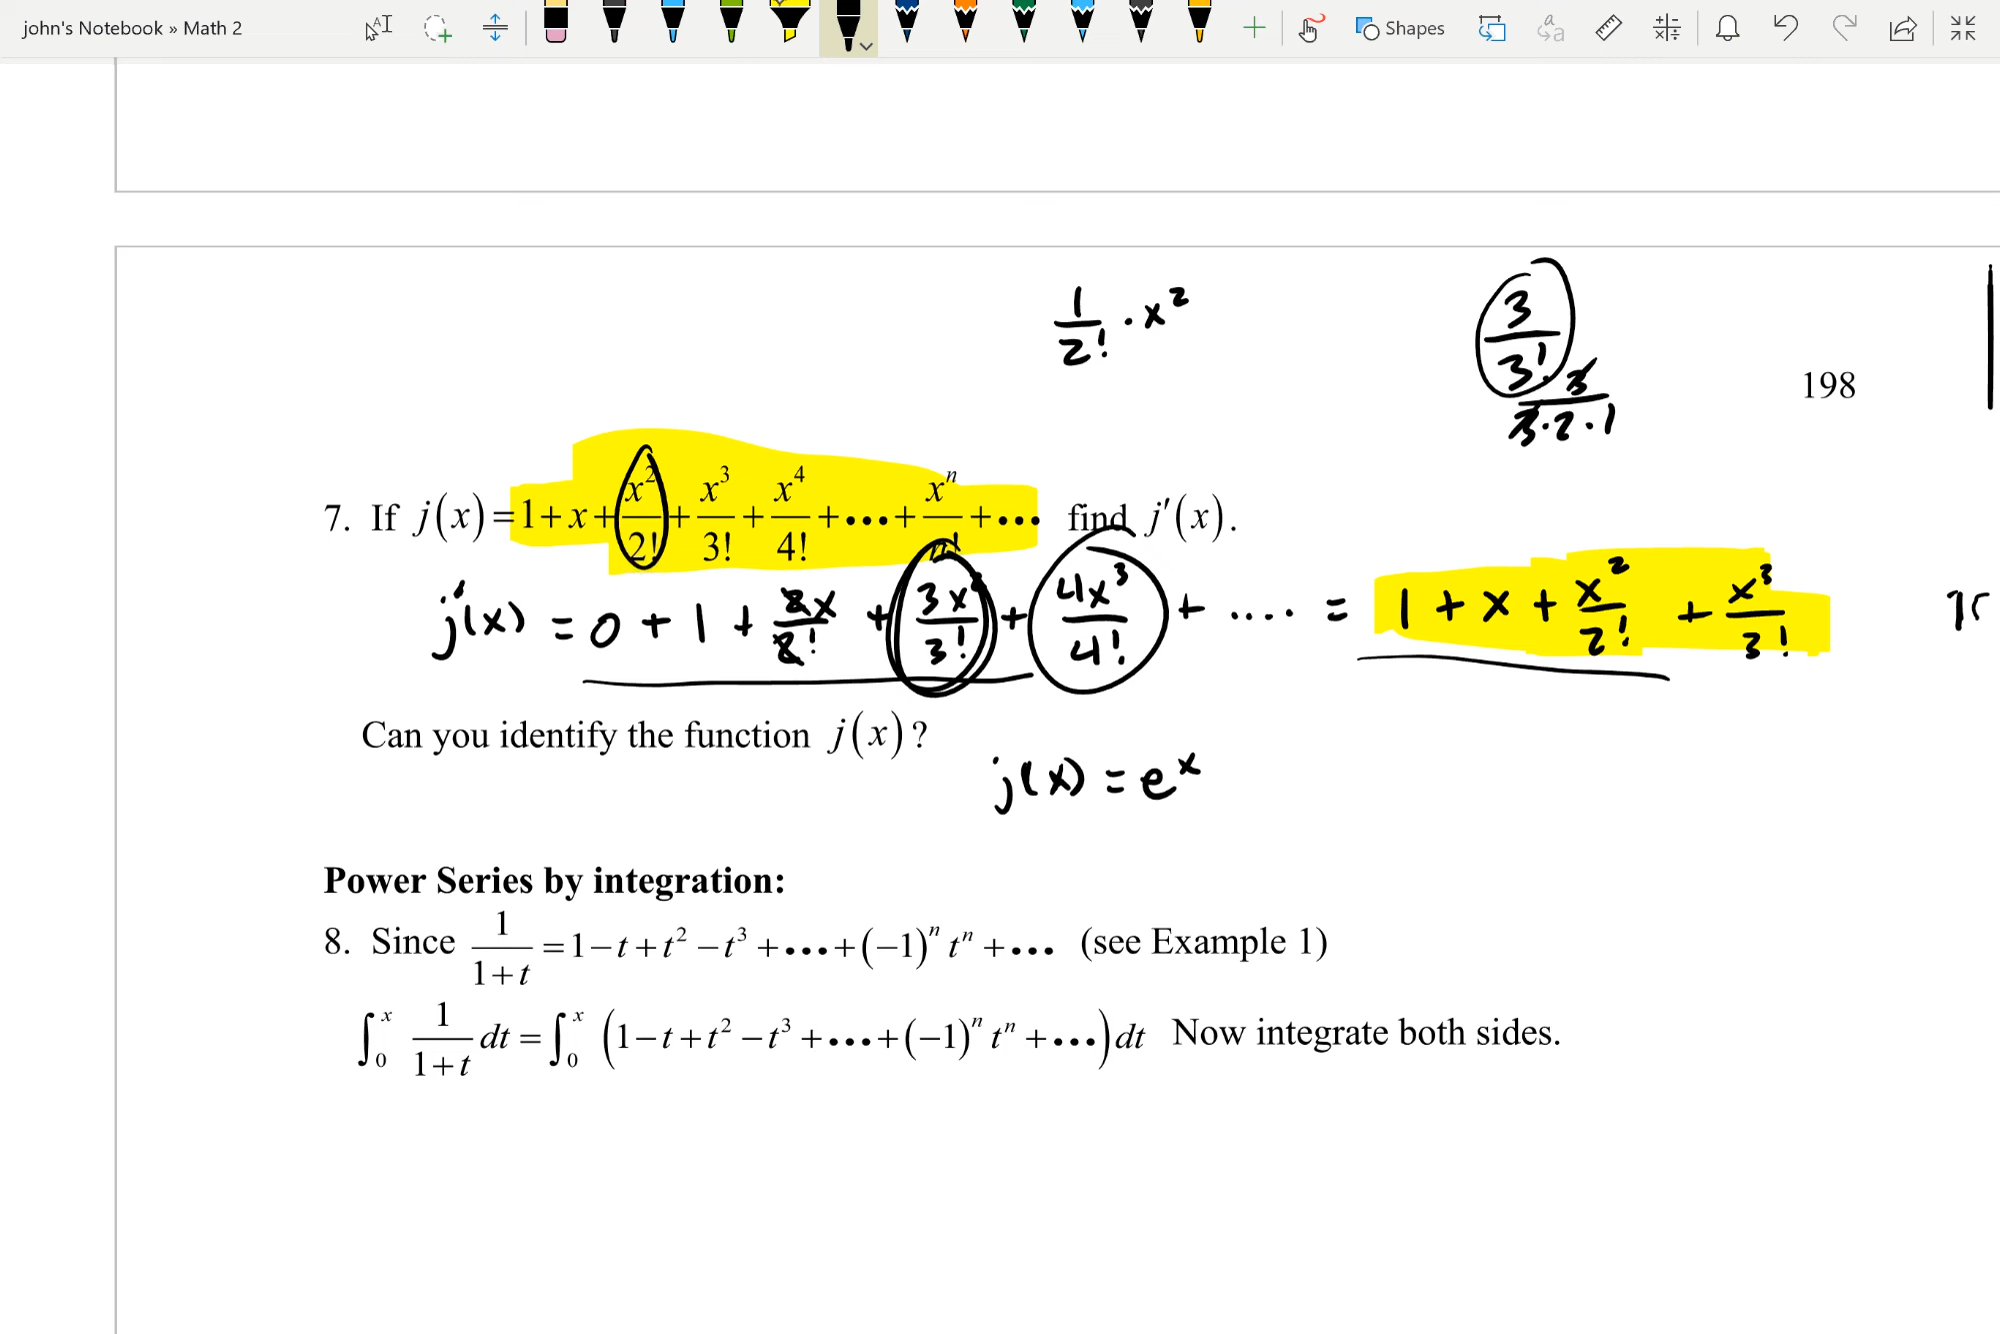 john's Notebook » Math 2
Shapes
1/2! · x²
3/3!
3/3·2·1
198
7. If j(x)=1+x+x²/2!+x³/3!+x⁴/4!+•••+xⁿ/n!+••• find j′(x).
j′(x) = 0 + 1 + 2x/2! + 3x²/3! + 4x³/4! + .... = 1 + x + x²/2! + x³/3!
Can you identify the function j(x)?
j(x) = eˣ
Power Series by integration:
8. Since 1/(1+t) =1−t+t²−t³+•••+(−1)ⁿ tⁿ+••• (see Example 1)
∫₀ˣ 1/(1+t) dt = ∫₀ˣ (1−t+t²−t³+•••+(−1)ⁿ tⁿ+•••)dt Now integrate both sides.